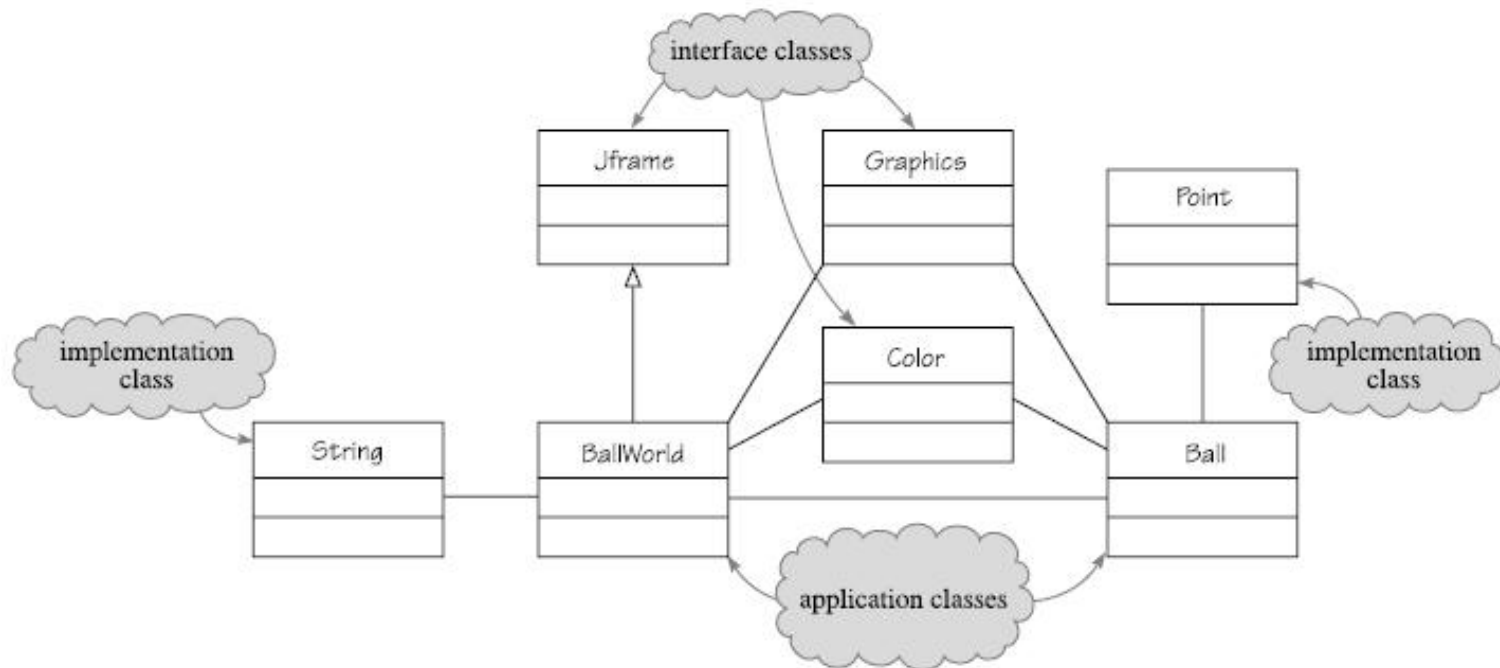 interface classes
Jframe
Graphics
Point
implementation
class
Color
implementation
class
String
BallWorld
Ball
application classes